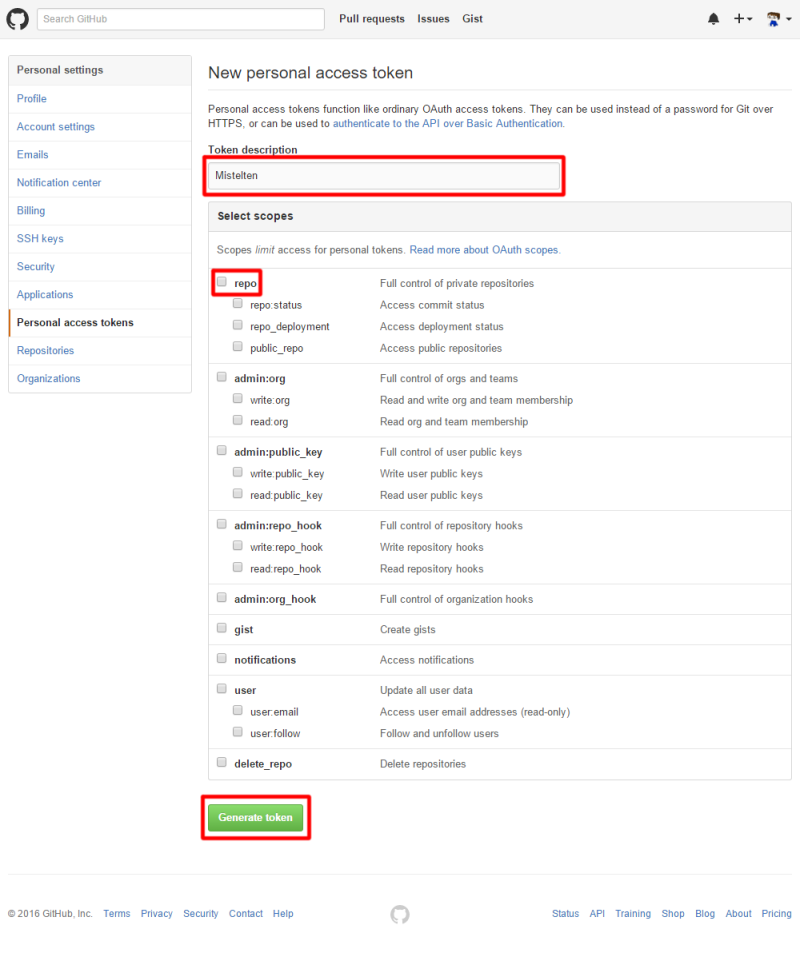 Search GitHub
Pull requests Issues Gist
Personal settings
Profile
Account settings
Emails
Notification center
Billing
SSH keys
Security
Applications
Personal access tokens
Repositories
Organizations
New personal access token
Personal access tokens function like ordinary OAuth access tokens. They can be used instead of a password for Git over
HTTPS, or can be used to authenticate to the API over Basic Authentication.
Token description
Mistelten
Select scopes
Scopes limit access for personal tokens. Read more about OAuth scopes.
repo Full control of private repositories
repo:status Access commit status
repo_deployment Access deployment status
public_repo Access public repositories
admin:org Full control of orgs and teams
write:org Read and write org and team membership
read:org Read org and team membership
admin:public_key Full control of user public keys
write:public_key Write user public keys
read:public_key Read user public keys
admin:repo_hook Full control of repository hooks
write:repo_hook Write repository hooks
read:repo_hook Read repository hooks
admin:org_hook Full control of organization hooks
gist Create gists
notifications Access notifications
user Update all user data
user:email Access user email addresses (read-only)
user:follow Follow and unfollow users
delete_repo Delete repositories
Generate token
© 2016 GitHub, Inc. Terms Privacy Security Contact Help Status API Training Shop Blog About Pricing